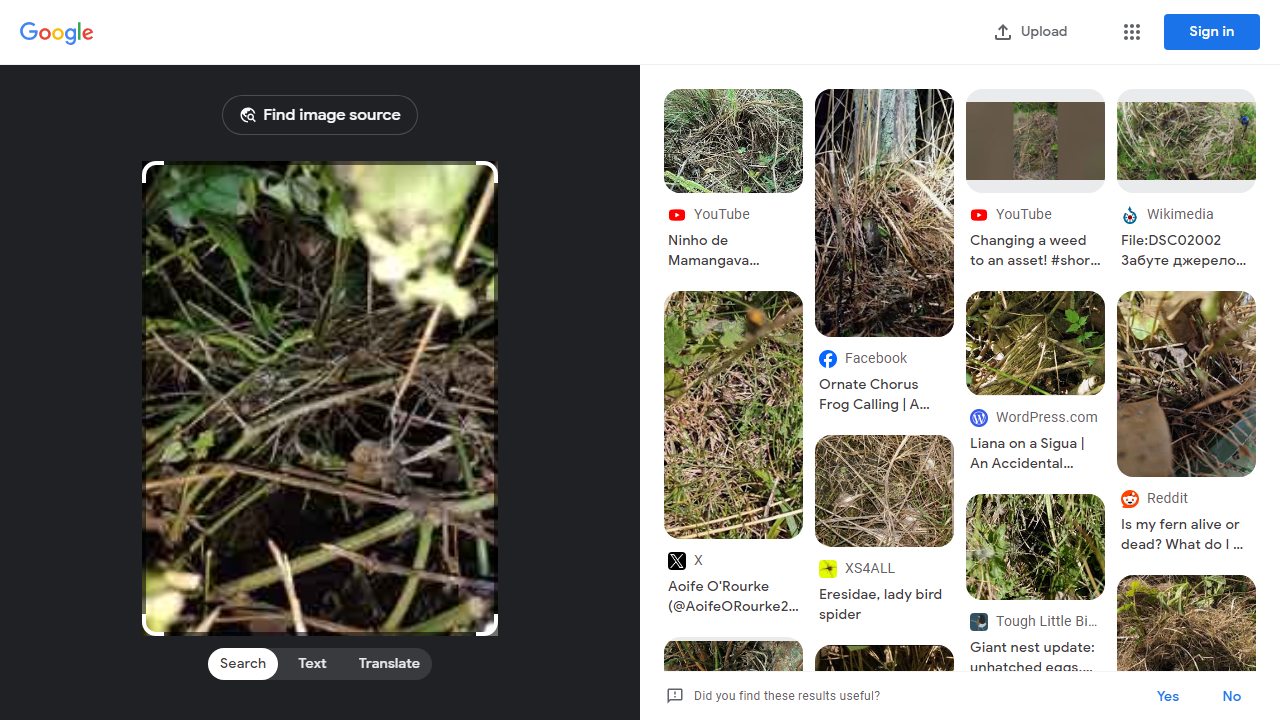 Google
Upload
Sign in
Find image source
Search
Text
Translate
YouTube
Ninho de
Mamangava...
Facebook
Ornate Chorus
Frog Calling | A...
YouTube
Changing a weed
to an asset! #shor...
Wikimedia
File:DSC02002
Забуте джерело...
X
Aoife O'Rourke
(@AoifeORourke2...
XS4ALL
Eresidae, lady bird
spider
WordPress.com
Liana on a Sigua |
An Accidental...
Tough Little Bi...
Giant nest update:
unhatched eggs,...
Reddit
Is my fern alive or
dead? What do I ...
Did you find these results useful?
Yes
No